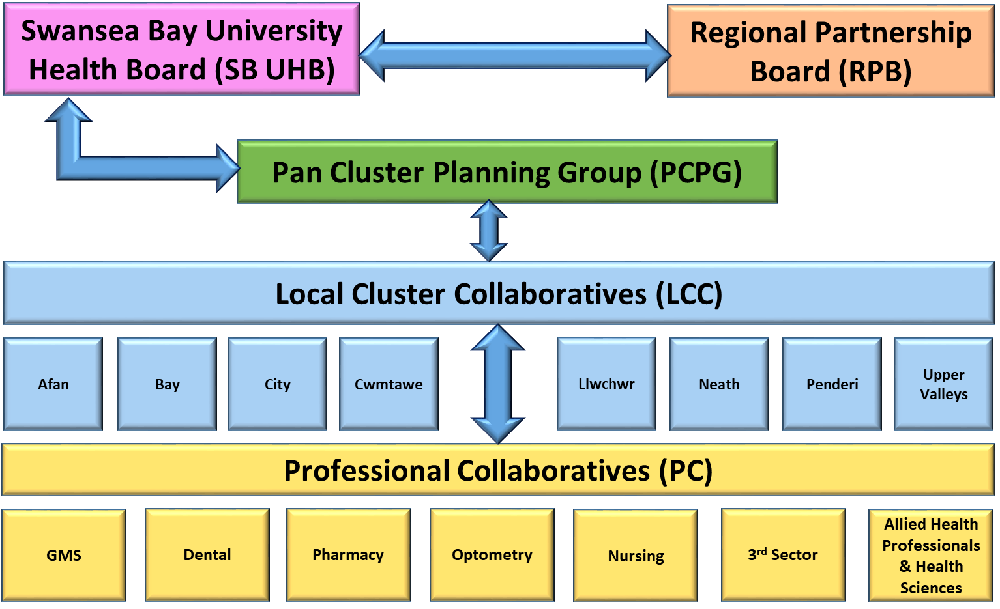 Swansea Bay University
Health Board (SB UHB)
Regional Partnership
Board (RPB)
Pan Cluster Planning Group (PCPG)
Local Cluster Collaboratives (LCC)
Afan
Bay
City
Cwmtawe
Llwchwr
Neath
Penderi
Upper
Valleys
Professional Collaboratives (PC)
GMS
Dental
Pharmacy
Optometry
Nursing
3rd Sector
Allied Health
Professionals
& Health
Sciences